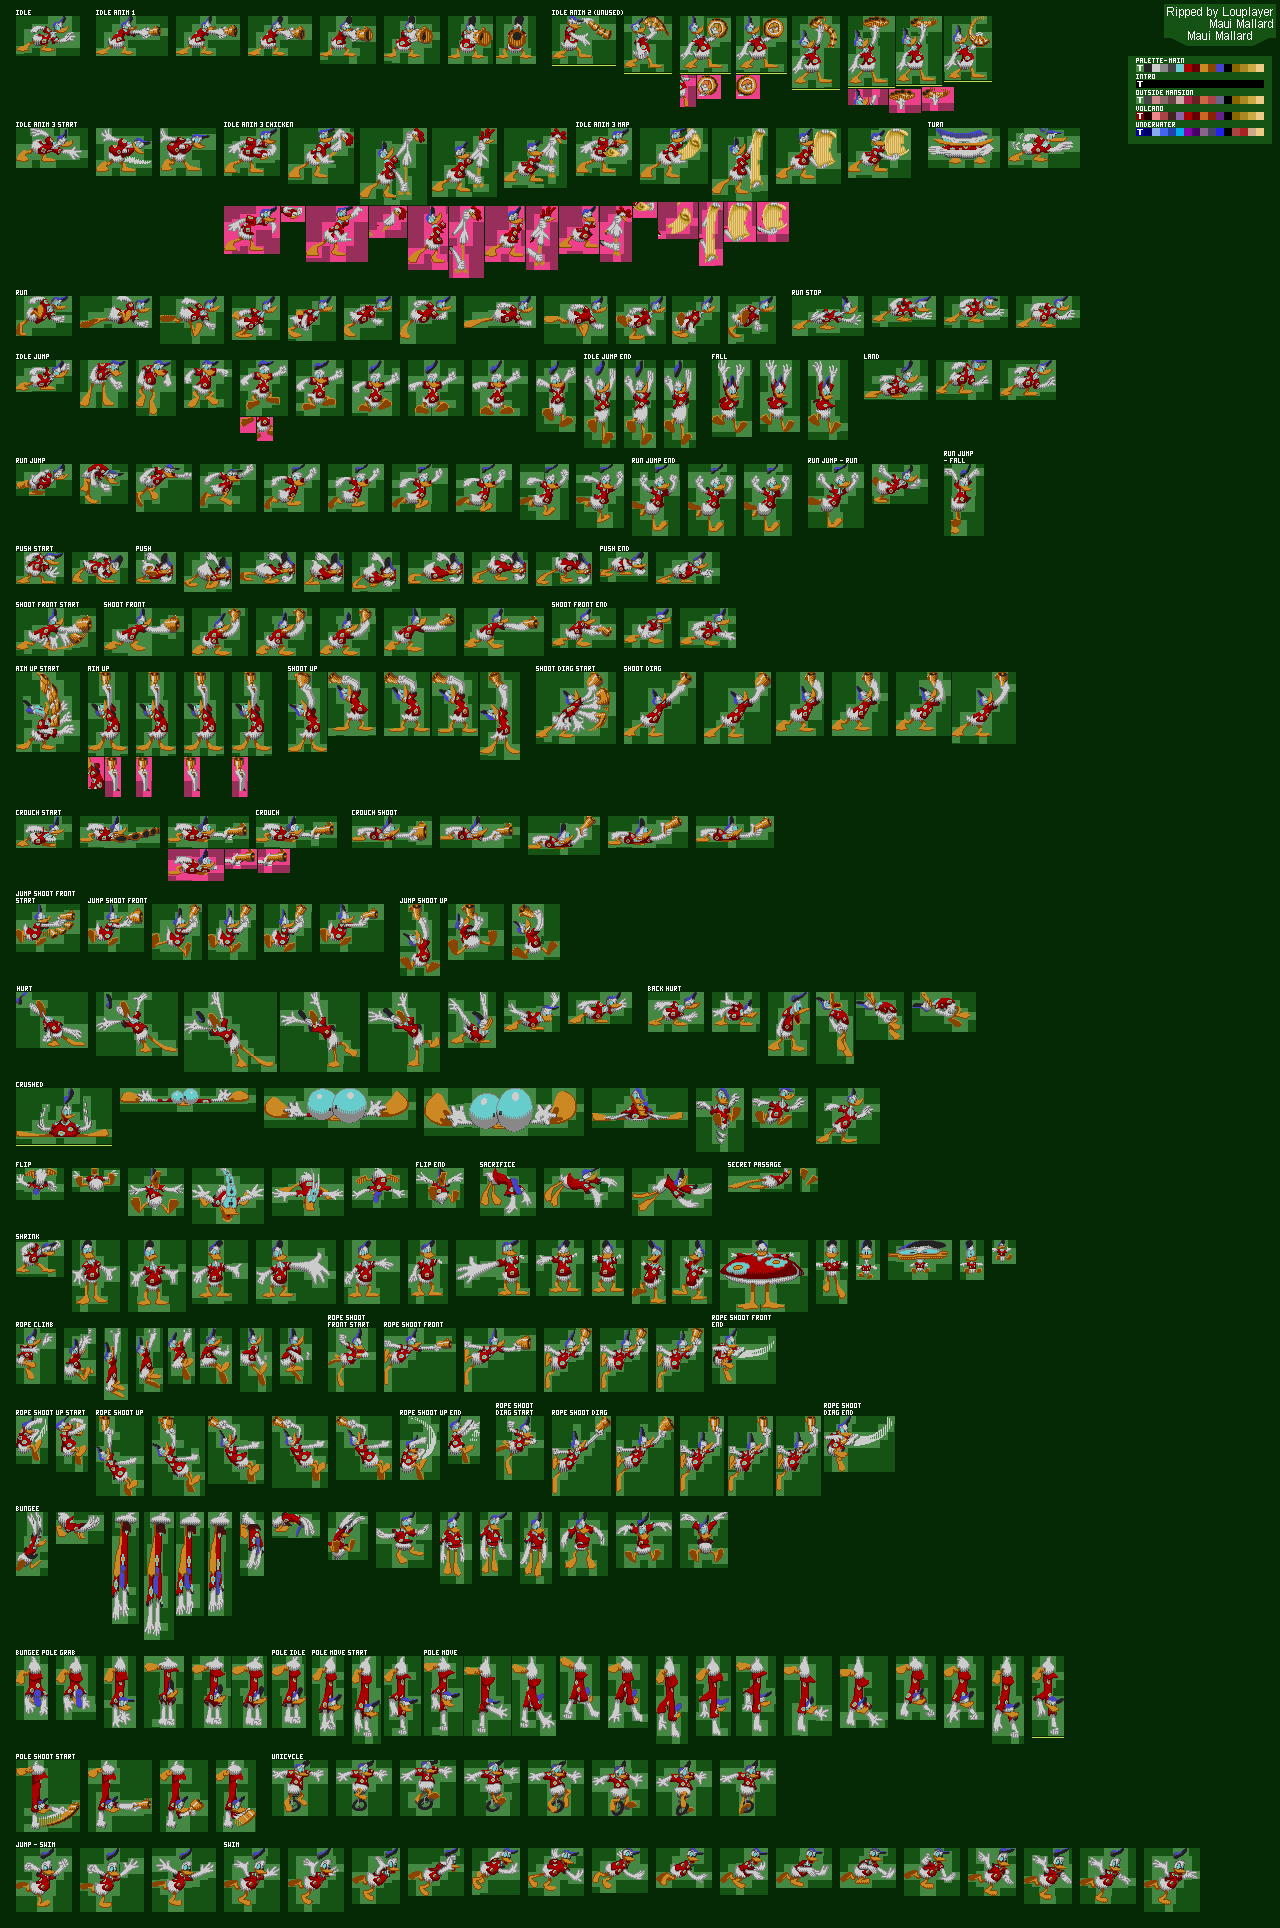 IDLE
IDLE ANIM 1
IDLE ANIM 2 (UNUSED)
Ripped by Louplayer
Maui Mallard
Maui Mallard
PALETTE-MAIN
T
INTRO
T
OUTSIDE MANSION
T
VOLCANO
T
UNDERWATER
T
IDLE ANIM 3 START
IDLE ANIM 3 CHICKEN
IDLE ANIM 3 MAP
TURN
RUN
RUN STOP
IDLE JUMP
IDLE JUMP END
FALL
LAND
RUN JUMP
RUN JUMP END
RUN JUMP - RUN
RUN JUMP
- FALL
PUSH START
PUSH
PUSH END
SHOOT FRONT START
SHOOT FRONT
SHOOT FRONT END
AIM UP START
AIM UP
SHOOT UP
SHOOT DIAG START
SHOOT DIAG
CROUCH START
CROUCH
CROUCH SHOOT
JUMP SHOOT FRONT
START
JUMP SHOOT FRONT
JUMP SHOOT UP
HURT
BACK HURT
CRUSHED
FLIP
FLIP END
SACRIFICE
SECRET PASSAGE
SHRINK
ROPE CLIMB
ROPE SHOOT
FRONT START
ROPE SHOOT FRONT
ROPE SHOOT FRONT
END
ROPE SHOOT UP START
ROPE SHOOT UP
ROPE SHOOT UP END
ROPE SHOOT
DIAG START
ROPE SHOOT DIAG
ROPE SHOOT
DIAG END
BUNGEE
BUNGEE POLE GRAB
POLE IDLE
POLE MOVE START
POLE MOVE
POLE SHOOT START
UNICYCLE
JUMP - SWIM
SWIM